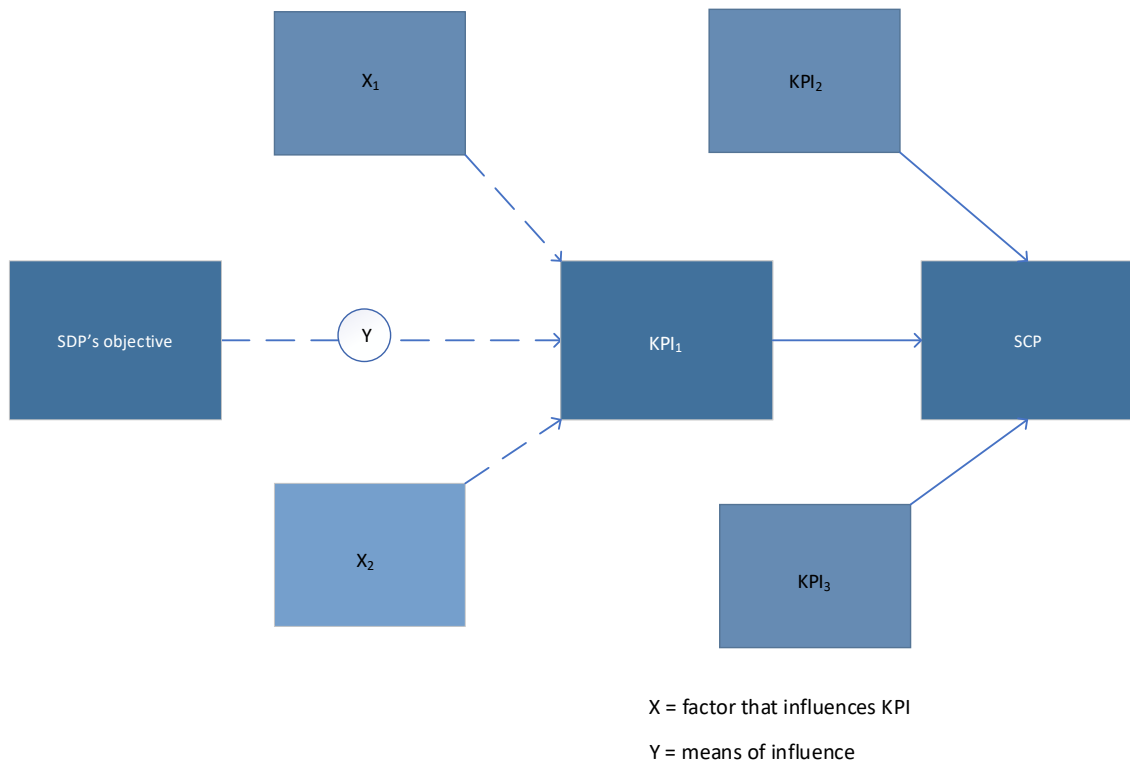 X₁
KPI₂
SDP's objective
Y
KPI₁
SCP
X₂
KPI₃
X = factor that influences KPI
Y = means of influence